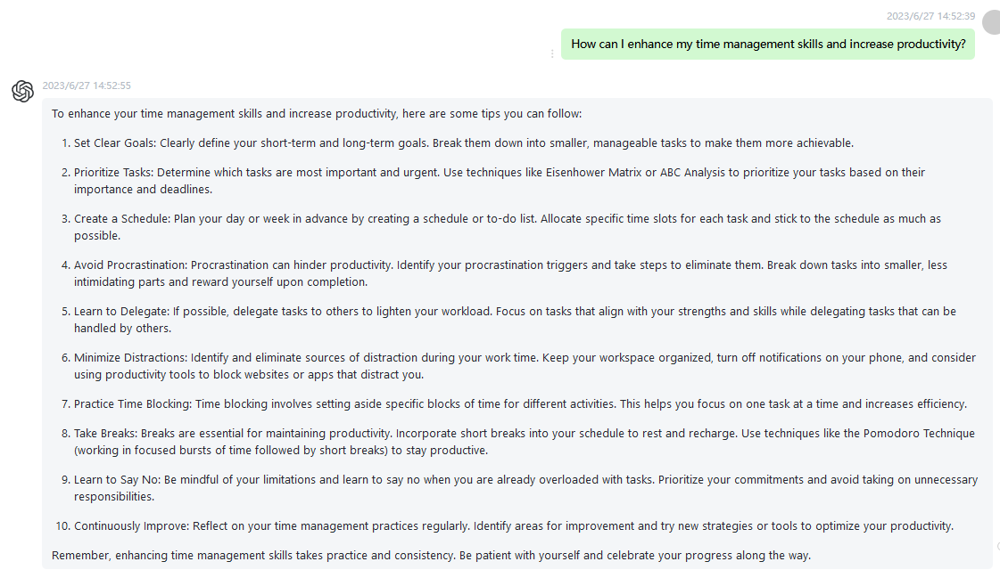 2023/6/27 14:52:39
How can I enhance my time management skills and increase productivity?
2023/6/27 14:52:55
To enhance your time management skills and increase productivity, here are some tips you can follow:
1. Set Clear Goals: Clearly define your short-term and long-term goals. Break them down into smaller, manageable tasks to make them more achievable.
2. Prioritize Tasks: Determine which tasks are most important and urgent. Use techniques like Eisenhower Matrix or ABC Analysis to prioritize your tasks based on their
importance and deadlines.
3. Create a Schedule: Plan your day or week in advance by creating a schedule or to-do list. Allocate specific time slots for each task and stick to the schedule as much as
possible.
4. Avoid Procrastination: Procrastination can hinder productivity. Identify your procrastination triggers and take steps to eliminate them. Break down tasks into smaller, less
intimidating parts and reward yourself upon completion.
5. Learn to Delegate: If possible, delegate tasks to others to lighten your workload. Focus on tasks that align with your strengths and skills while delegating tasks that can be
handled by others.
6. Minimize Distractions: Identify and eliminate sources of distraction during your work time. Keep your workspace organized, turn off notifications on your phone, and consider
using productivity tools to block websites or apps that distract you.
7. Practice Time Blocking: Time blocking involves setting aside specific blocks of time for different activities. This helps you focus on one task at a time and increases efficiency.
8. Take Breaks: Breaks are essential for maintaining productivity. Incorporate short breaks into your schedule to rest and recharge. Use techniques like the Pomodoro Technique
(working in focused bursts of time followed by short breaks) to stay productive.
9. Learn to Say No: Be mindful of your limitations and learn to say no when you are already overloaded with tasks. Prioritize your commitments and avoid taking on unnecessary
responsibilities.
10. Continuously Improve: Reflect on your time management practices regularly. Identify areas for improvement and try new strategies or tools to optimize your productivity.
Remember, enhancing time management skills takes practice and consistency. Be patient with yourself and celebrate your progress along the way.